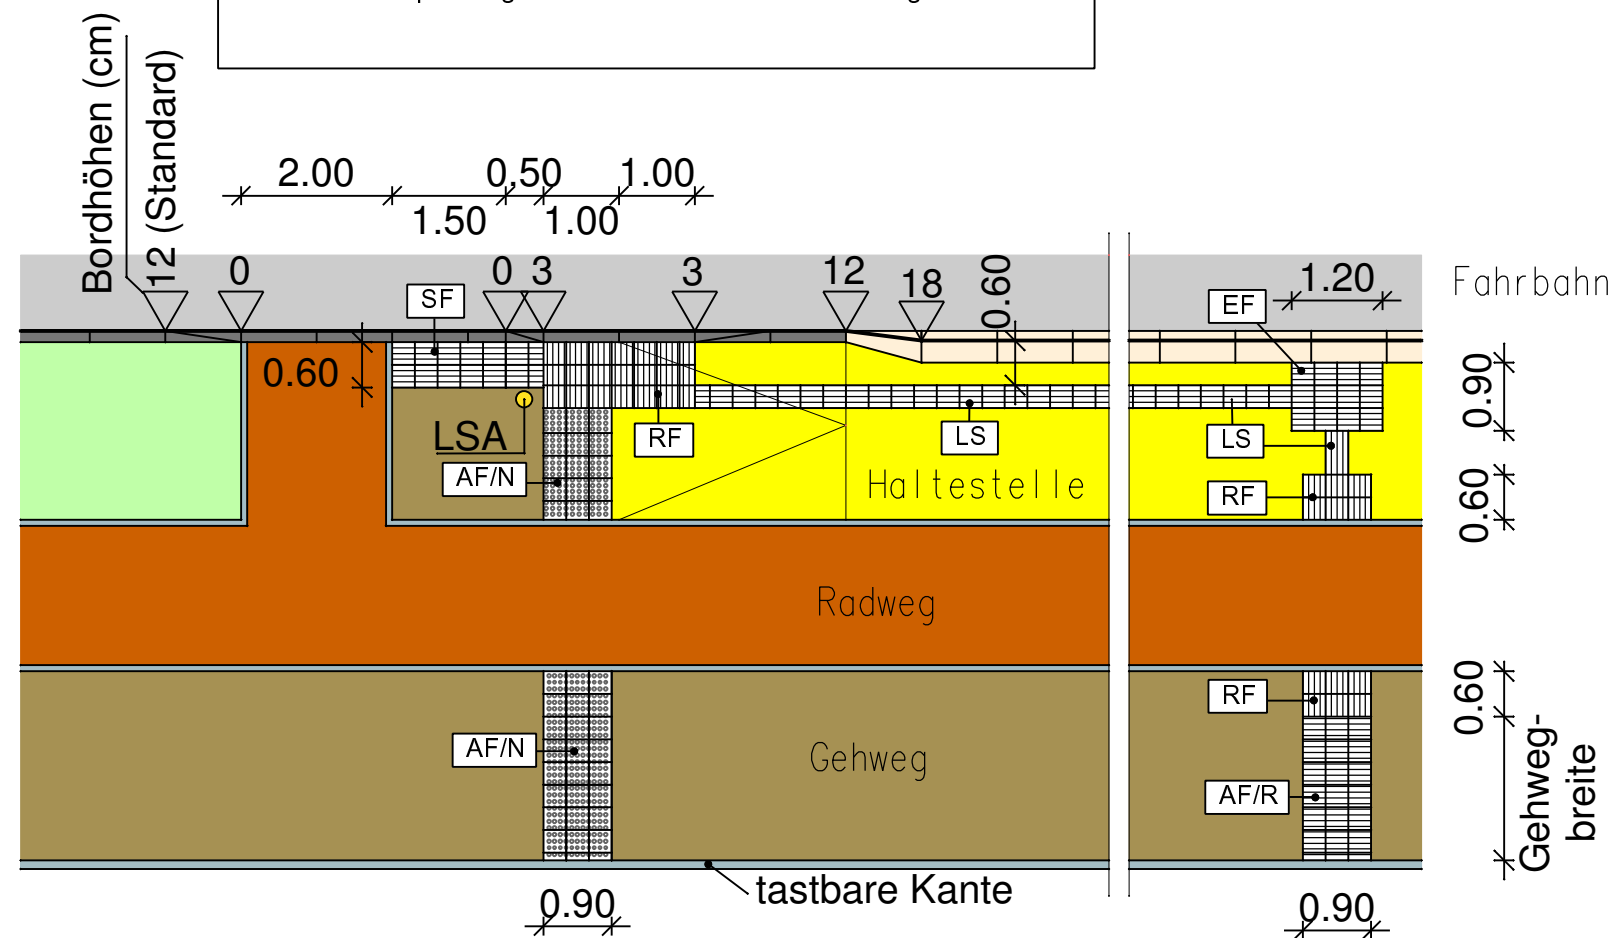 Bordhöhen (cm)
12 (Standard)
2.00
0,50
1.00
1.50
1.00
0
0
3
3
12
18
0.60
1.20
Fahrbahn
SF
EF
0.60
0.90
LSA
RF
LS
LS
AF/N
Haltestelle
RF
0.60
Radweg
RF
0.60
AF/N
Gehweg
AF/R
Gehweg-
breite
tastbare Kante
0.90
0.90